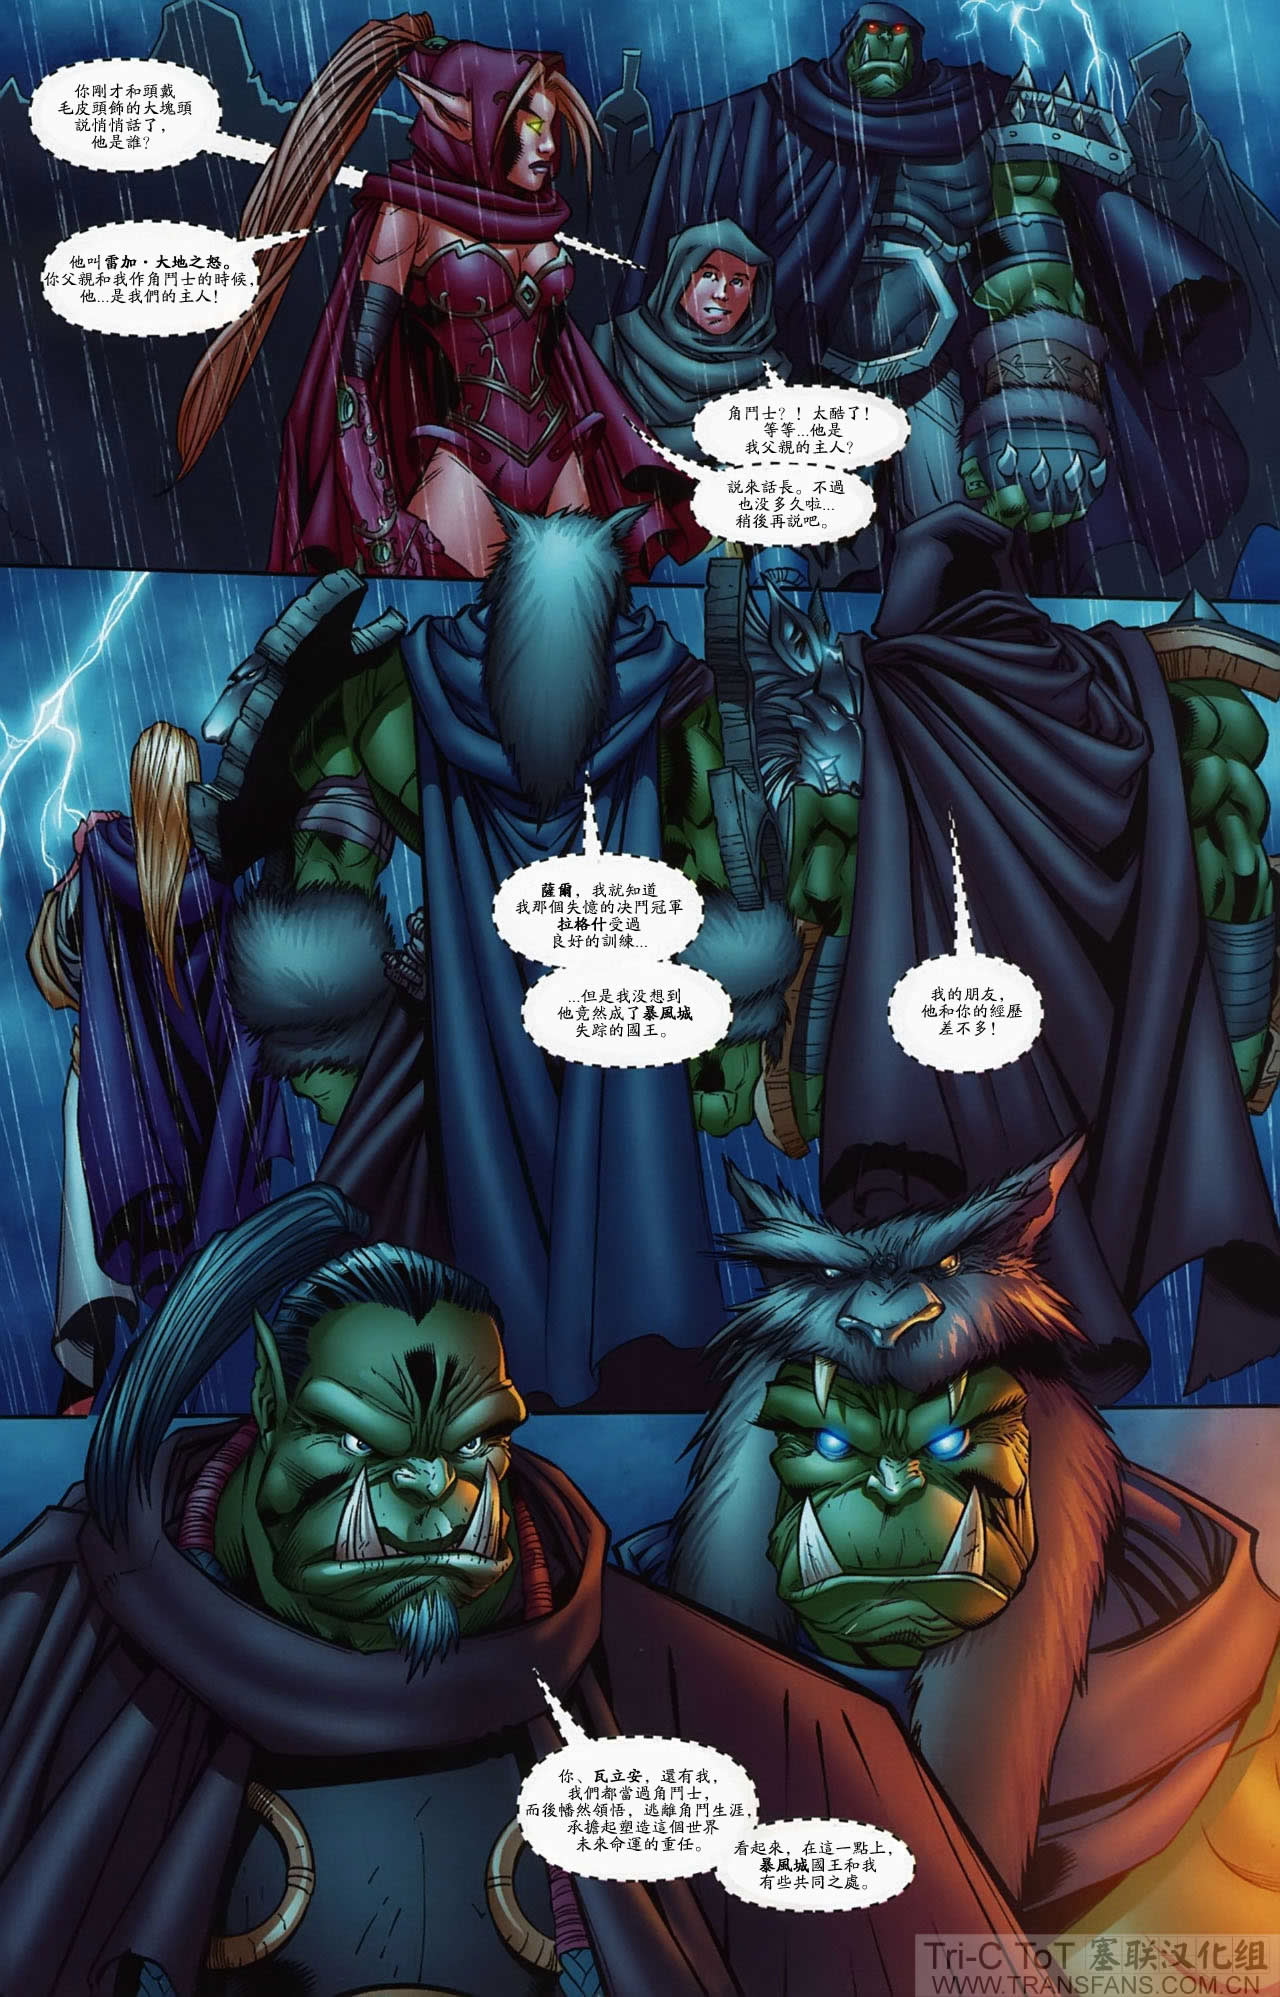 你剛才和頭戴
毛皮頭飾的大塊頭
說悄悄話了，
他是誰？
他叫雷加·大地之怒。
你父親和我作角鬥士的時候，
他...是我們的主人！
角鬥士？！太酷了！
等等...他是
我父親的主人？
說來話長。不過
也没多久啦...
稍後再說吧。
薩爾，我就知道
我那個失憶的决鬥冠軍
拉格什受過
良好的訓練...
...但是我没想到
他竟然成了暴風城
失踪的國王。
我的朋友，
他和你的經歷
差不多！
你、瓦立安，還有我，
我們都當過角鬥士，
而後幡然領悟，逃離角鬥生涯，
承擔起塑造這個世界
未來命運的重任。
看起來，在這一點上，
暴風城國王和我
有些共同之處。
Tri-C ToT 塞联汉化组
WWW.TRANSFANS.COM.CN